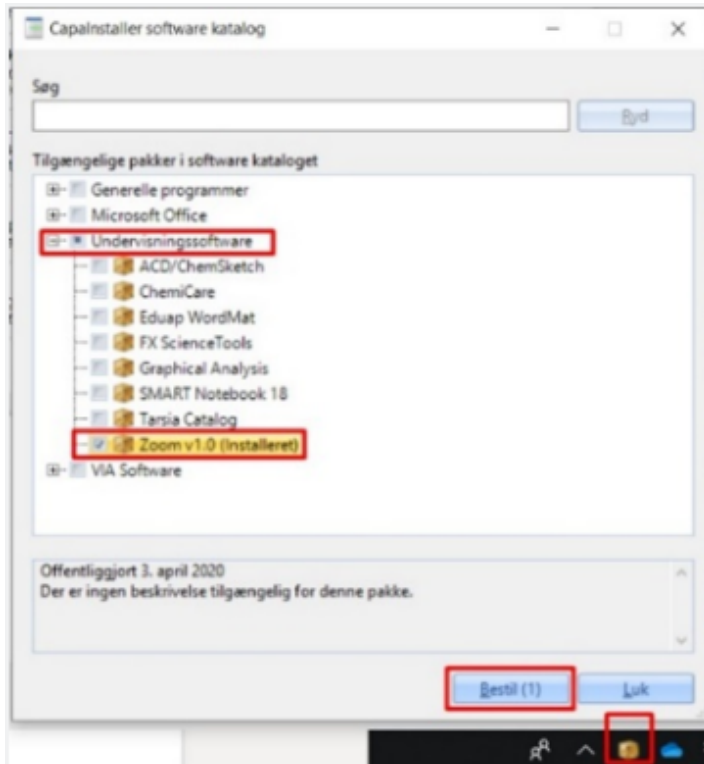 CapaInstaller software katalog
Søg
Ryd
Tilgængelige pakker i software kataloget
Generelle programmer
Microsoft Office
Undervisningssoftware
ACD/ChemSketch
ChemiCare
Eduap WordMat
FX ScienceTools
Graphical Analysis
SMART Notebook 18
Tarsia Catalog
Zoom v1.0 (Installeret)
VIA Software
Offentliggjort 3. april 2020
Der er ingen beskrivelse tilgængelig for denne pakke.
Bestil (1)
Luk